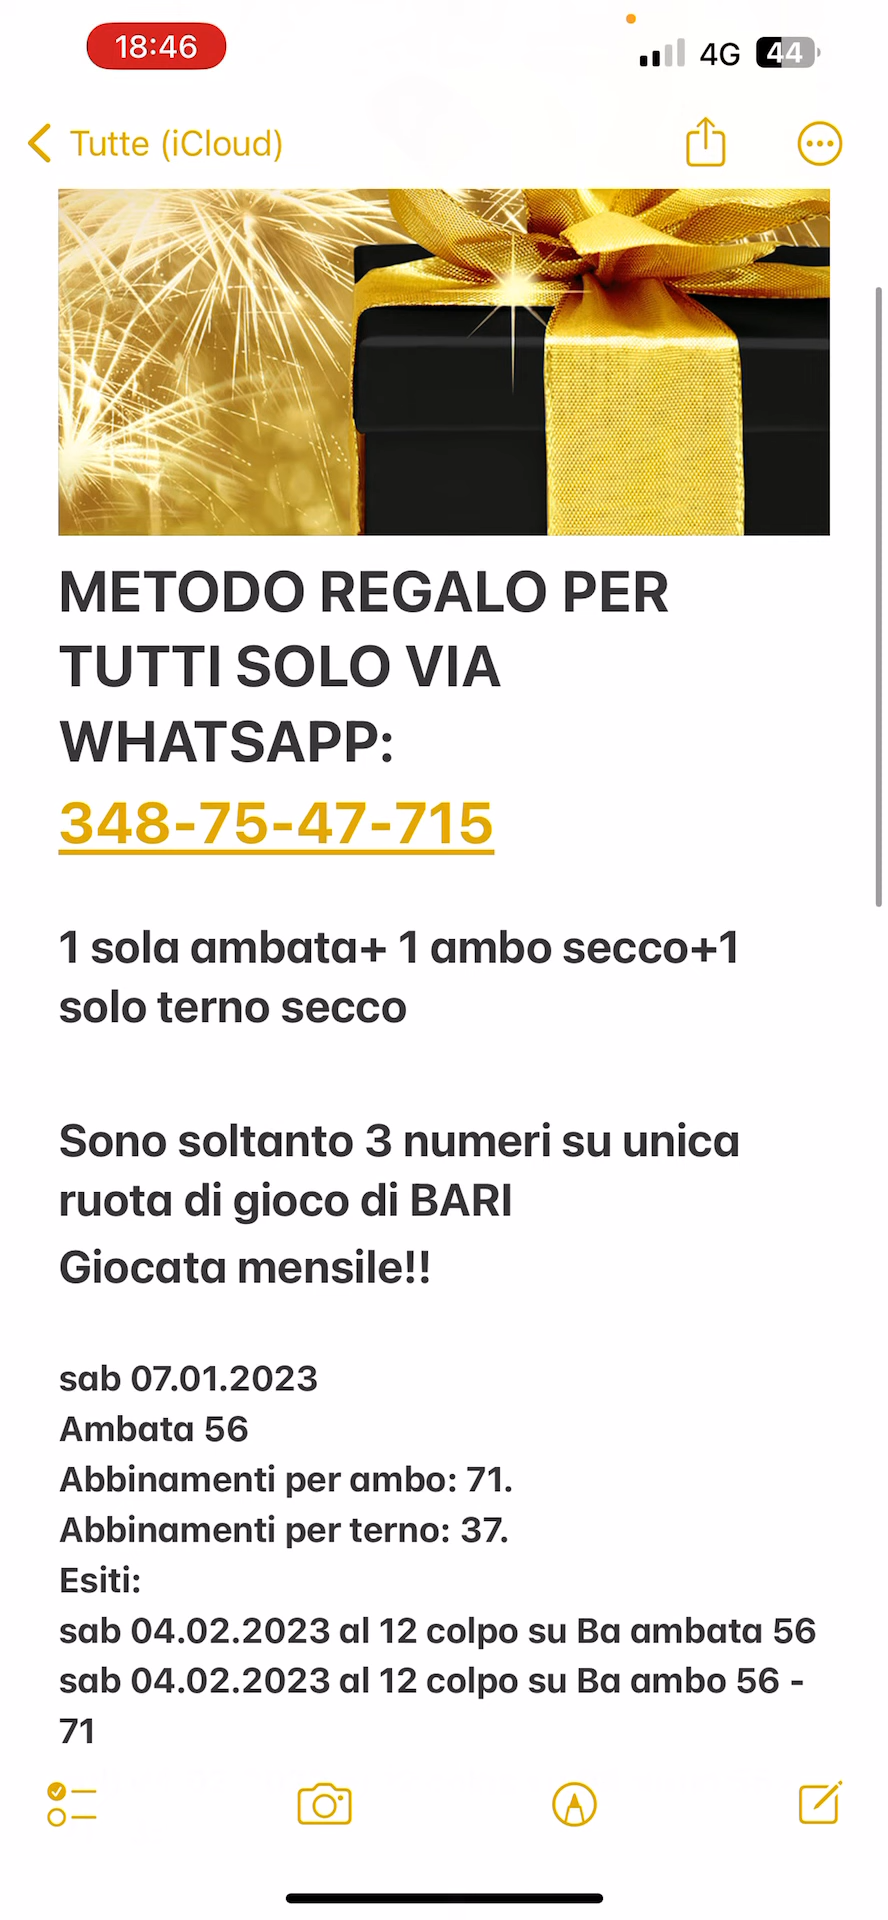 18:46
4G
44
Tutte (iCloud)
METODO REGALO PER
TUTTI SOLO VIA
WHATSAPP:
348-75-47-715
1 sola ambata+ 1 ambo secco+1
solo terno secco
Sono soltanto 3 numeri su unica
ruota di gioco di BARI
Giocata mensile!!
sab 07.01.2023
Ambata 56
Abbinamenti per ambo: 71.
Abbinamenti per terno: 37.
Esiti:
sab 04.02.2023 al 12 colpo su Ba ambata 56
sab 04.02.2023 al 12 colpo su Ba ambo 56 -
71